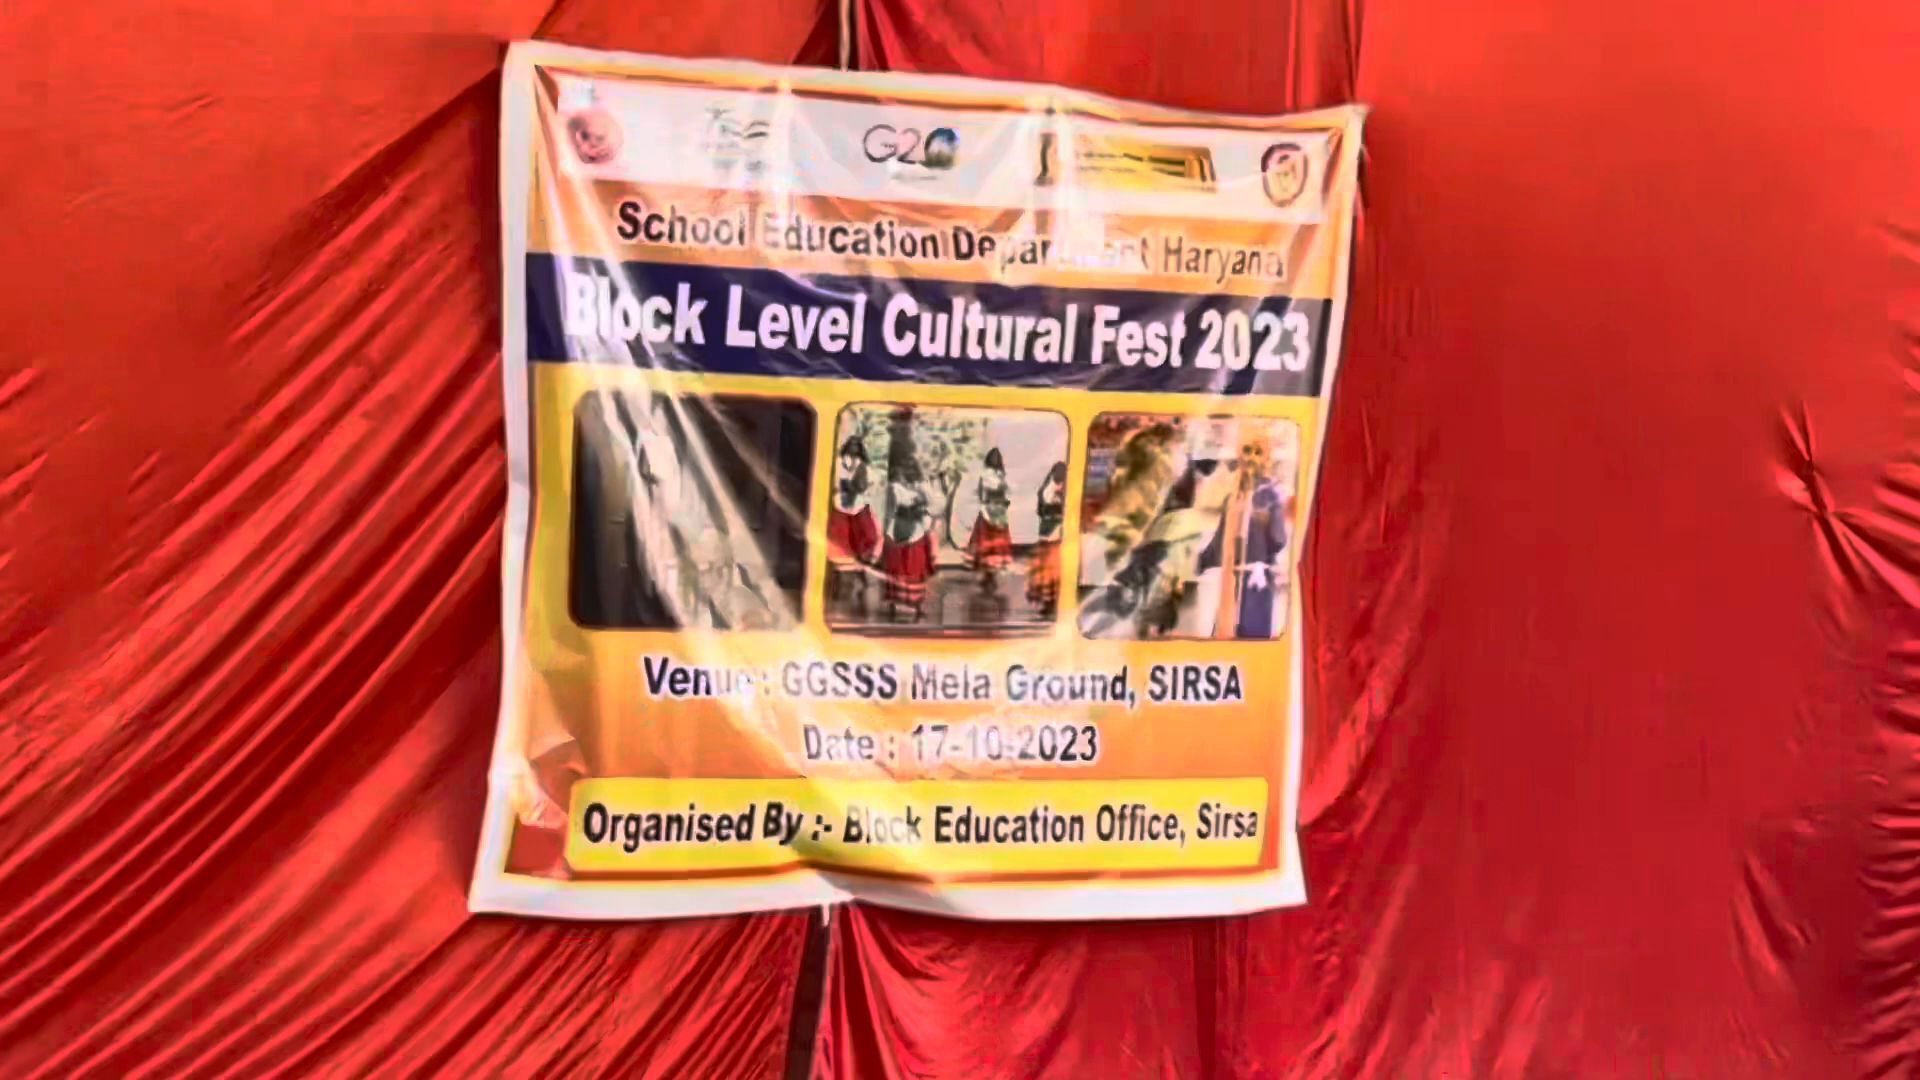 G20
School Education Department Haryana
Block Level Cultural Fest 2023
Venue : GGSSS Mela Ground, SIRSA
Date : 17-10-2023
Organised By :- Block Education Office, Sirsa